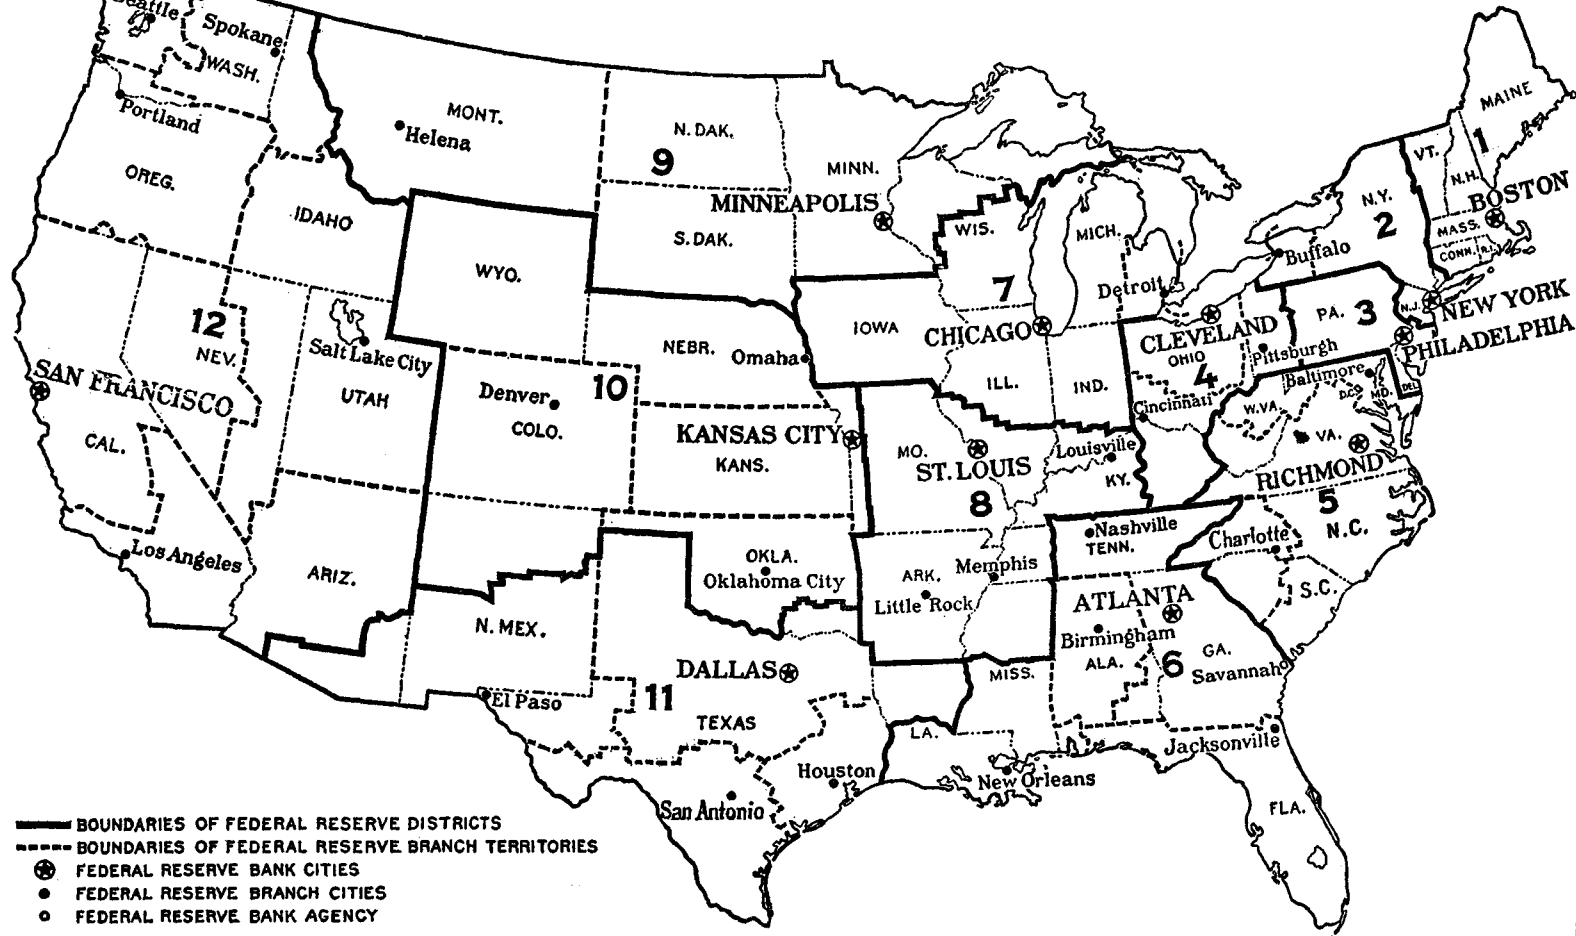 Seattle
Spokane
WASH.
Portland
OREG.
MONT.
Helena
IDAHO
WYO.
N. DAK.
9
S. DAK.
MINN.
MINNEAPOLIS
WIS.
MICH.
7
Detroit
IOWA
CHICAGO
ILL.
IND.
MAINE
VT.
1
N.H.
BOSTON
MASS.
CONN.
R.I.
N.Y.
2
Buffalo
NEW YORK
N.J.
PA.
3
PHILADELPHIA
CLEVELAND
OHIO
4
Pittsburgh
Cincinnati
Baltimore
D.C.
MD.
DEL.
W.VA.
VA.
RICHMOND
5
N.C.
Charlotte
S.C.
12
NEV.
SAN FRANCISCO
CAL.
Los Angeles
Salt Lake City
UTAH
ARIZ.
NEBR.
Omaha
Denver
10
COLO.
KANSAS CITY
KANS.
MO.
ST. LOUIS
8
Louisville
KY.
Nashville
TENN.
Memphis
ARK.
Little Rock
OKLA.
Oklahoma City
N. MEX.
El Paso
DALLAS
11
TEXAS
Houston
San Antonio
LA.
New Orleans
MISS.
ATLANTA
Birmingham
ALA.
6
GA.
Savannah
Jacksonville
FLA.
BOUNDARIES OF FEDERAL RESERVE DISTRICTS
BOUNDARIES OF FEDERAL RESERVE BRANCH TERRITORIES
FEDERAL RESERVE BANK CITIES
FEDERAL RESERVE BRANCH CITIES
FEDERAL RESERVE BANK AGENCY